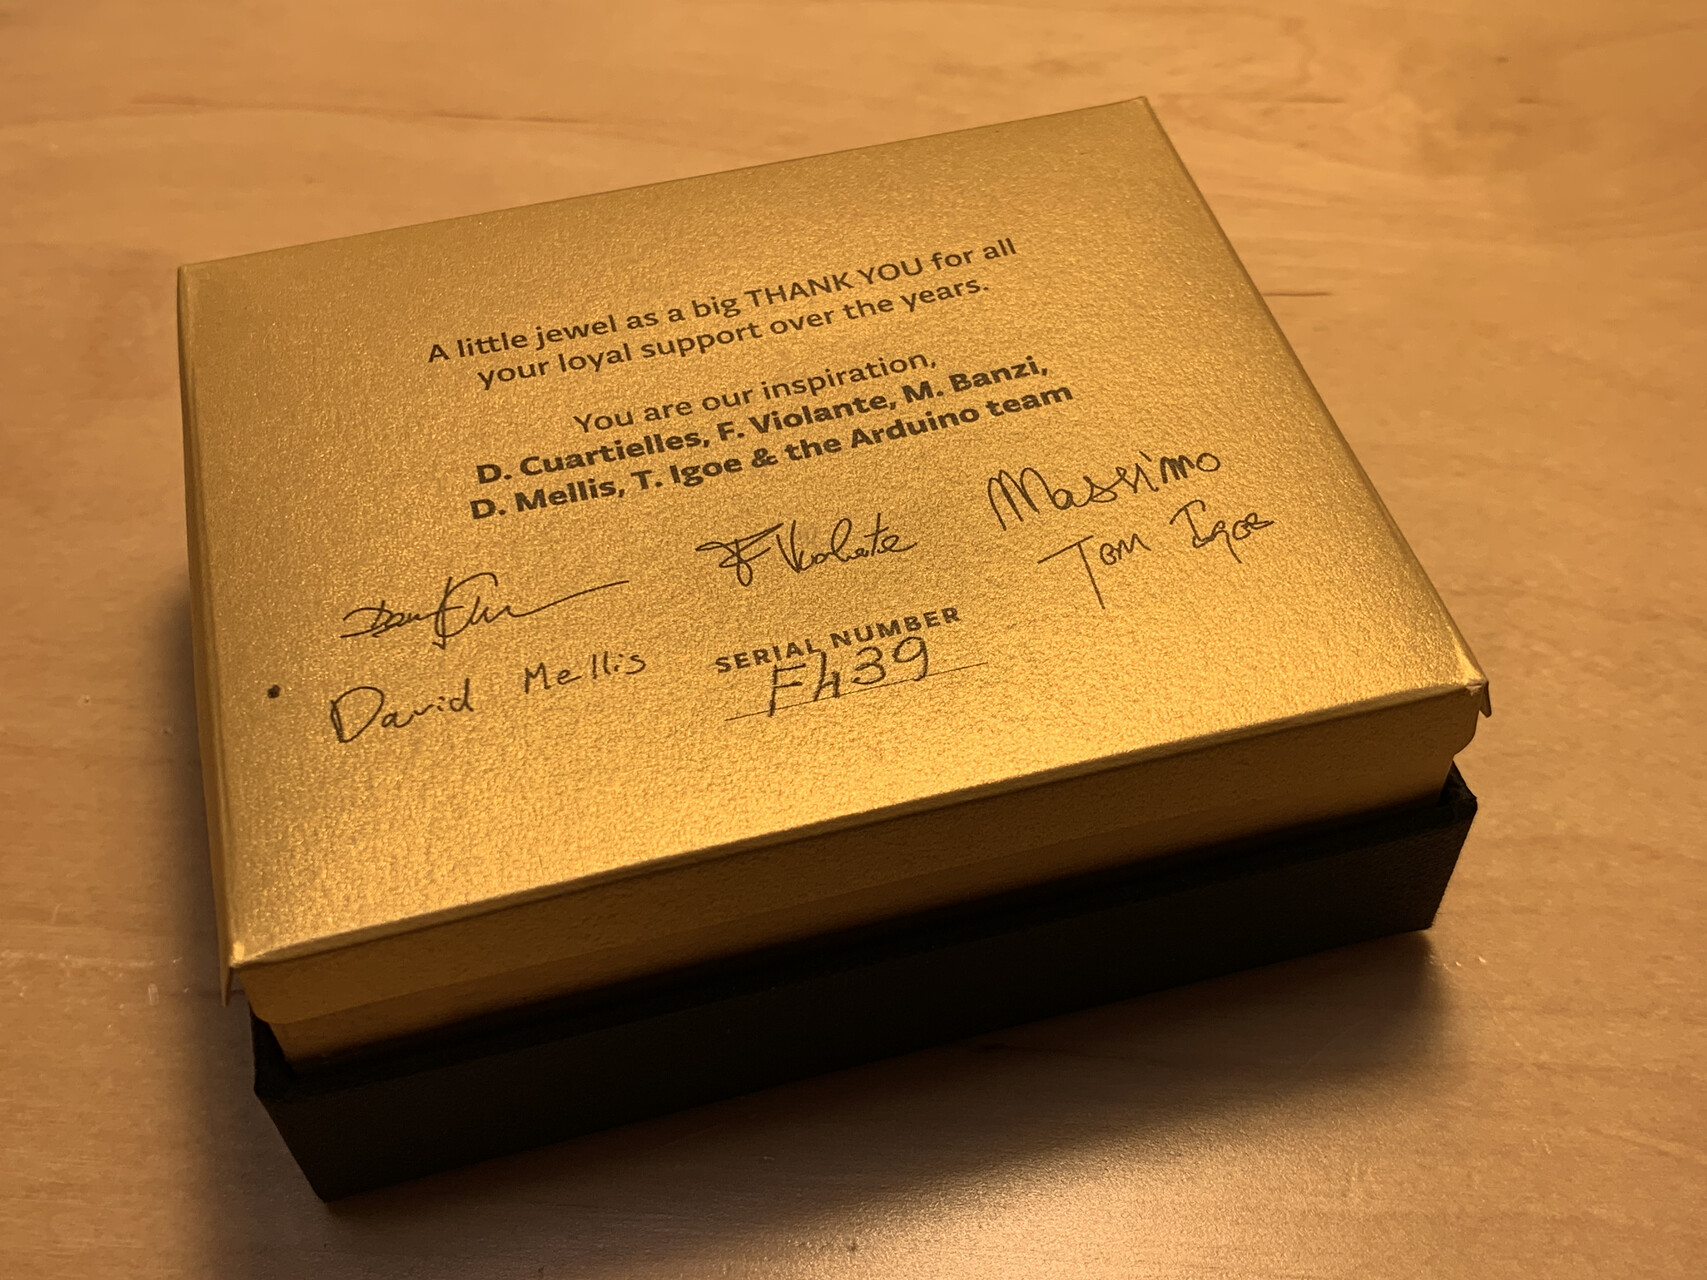 A little jewel as a big THANK YOU for all
your loyal support over the years.
You are our inspiration,
D. Cuartielles, F. Violante, M. Banzi,
D. Mellis, T. Igoe & the Arduino team
Massimo
F Violante
Tom Igoe
David Mellis
SERIAL NUMBER
F439